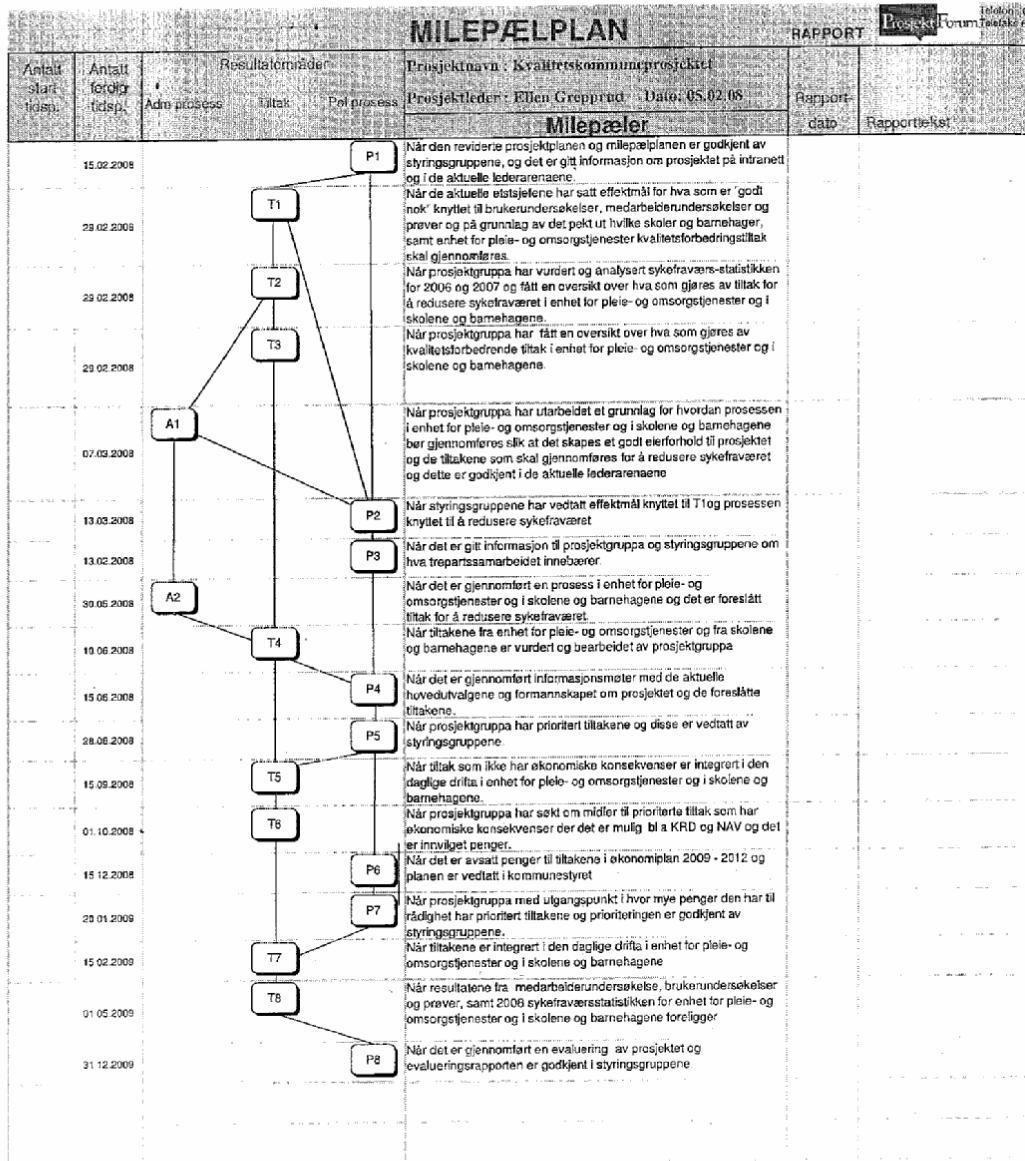 MILEPÆLPLAN
RAPPORT
Prosjekt Forum
Antatt start tidsp.
Antatt ferdig tidsp.
Resultatområder
Adm prosess
Tiltak
Pol prosess
Prosjektnavn : Kvalitetskommuneprosjektet
Prosjektleder : Ellen Grepprud Dato: 05.02.08
Milepæler
Rapport-
dato
Rapporttekst
15.02.2008
P1
Når den reviderte prosjektplanen og milepælplanen er godkjent av
styringsgruppene, og det er gitt informasjon om prosjektet på intranett
og i de aktuelle lederarenaene.
29.02.2008
T1
Når de aktuelle etstsjefene har satt effektmål for hva som er "godt
nok" knyttet til brukerundersøkelser, medarbeiderundersøkelser og
prøver og på grunnlag av det pekt ut hvilke skoler og barnehager,
samt enhet for pleie- og omsorgstjenester kvalitetsforbedringstiltak
skal gjennomføres.
29.02.2008
T2
Når prosjektgruppa har vurdert og analysert sykefraværs-statistikken
for 2006 og 2007 og fått en oversikt over hva som gjøres av tiltak for
å redusere sykefraværet i enhet for pleie- og omsorgstjenester og i
skolene og barnehagene.
29.02.2008
T3
Når prosjektgruppa har fått en oversikt over hva som gjøres av
kvalitetsforbedrende tiltak i enhet for pleie- og omsorgstjenester og i
skolene og barnehagene.
07.03.2008
A1
Når prosjektgruppa har utarbeidet et grunnlag for hvordan prosessen
i enhet for pleie- og omsorgstjenester og i skolene og barnehagene
bør gjennomføres slik at det skapes et godt eierforhold til prosjektet
og de tiltakene som skal gjennomføres for å redusere sykefraværet
og dette er godkjent i de aktuelle lederarenaene
13.03.2008
P2
Når styringsgruppene har vedtatt effektmål knyttet til T1og prosessen
knyttet til å redusere sykefraværet
13.02.2008
P3
Når det er gitt informasjon til prosjektgruppa og styringsgruppene om
hva trepartssamarbeidet innebærer.
30.05.2008
A2
Når det er gjennomført en prosess i enhet for pleie- og
omsorgstjenester og i skolene og barnehagene og det er foreslått
tiltak for å redusere sykefraværet.
10.06.2008
T4
Når tiltakene fra enhet for pleie- og omsorgstjenester og fra skolene
og barnehagene er vurdert og bearbeidet av prosjektgruppa
15.06.2008
P4
Når det er gjennomført informasjonsmøter med de aktuelle
hovedutvalgene og formannskapet om prosjektet og de foreslåtte
tiltakene.
28.08.2008
P5
Når prosjektgruppa har prioritert tiltakene og disse er vedtatt av
styringsgruppene
15.09.2008
T5
Når tiltak som ikke har økonomiske konsekvenser er integrert i den
daglige drifta i enhet for pleie- og omsorgstjenester og i skolene og
barnehagene.
01.10.2008
T6
Når prosjektgruppa har søkt om midler til prioriterte tiltak som har
økonomiske konsekvenser der det er mulig bl a KRD og NAV og det
er innvilget penger.
15 12.2008
P6
Når det er avsatt penger til tiltakene i økonomiplan 2009 - 2012 og
planen er vedtatt i kommunestyret
20 01.2009
P7
Når prosjektgruppa med utgangspunkt i hvor mye penger den har til
rådighet har prioritert tiltakene og prioriteringen er godkjent av
styringsgruppene.
15 02.2009
T7
Når tiltakene er integrert i den daglige drifta i enhet for pleie- og
omsorgstjenester og i skolene og barnehagene
01 05.2009
T8
Når resultatene fra medarbeiderundersøkelse, brukerundersøkelser
og prøver, samt 2008 sykefraværsstatistikken for enhet for pleie- og
omsorgstjenester og i skolene og barnehagene foreligger
31 12.2009
P8
Når det er gjennomført en evaluering av prosjektet og
evalueringsrapporten er godkjent i styringsgruppene